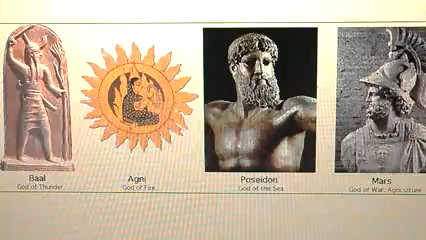 Baal
God of Thunder
Agni
God of Fire
Poseidon
God of the Sea
Mars
God of War, Agriculture